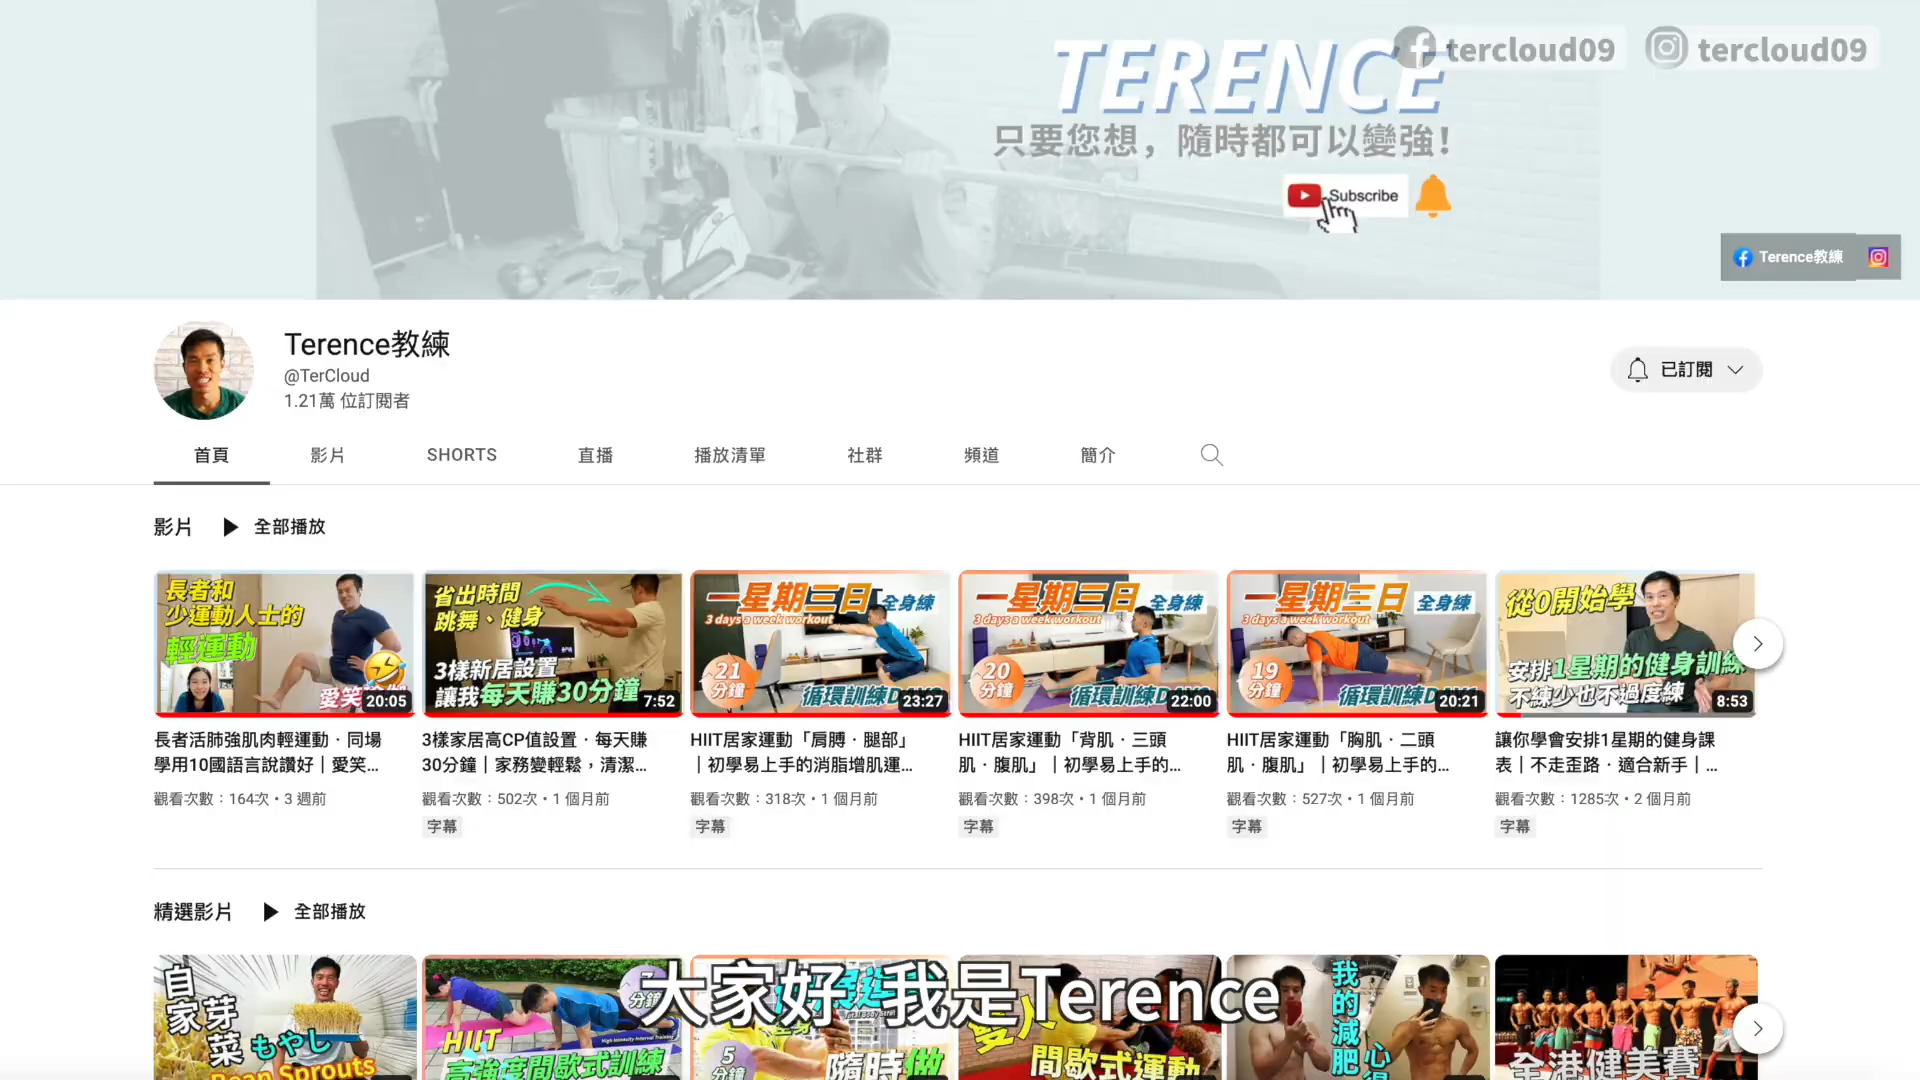 TERENCE
tercloud09
tercloud09
只要您想，隨時都可以變強！
Subscribe
Terence教練
Terence教練
@TerCloud
1.21萬 位訂閱者
已訂閱
首頁
影片
SHORTS
直播
播放清單
社群
頻道
簡介
影片
全部播放
長者和
少運動人士的
輕運動
愛笑
20:05
省出時間
跳舞、健身
3樣新居設置
讓我每天賺30分鐘
7:52
一星期三日
全身練
3 days a week workout
21
分鐘
循環訓練
23:27
一星期三日
全身練
3 days a week workout
20
分鐘
循環訓練
22:00
一星期三日
全身練
3 days a week workout
19
分鐘
循環訓練
20:21
從0開始學
安排1星期的健身訓練
不練少也不過度練
8:53
長者活肺強肌肉輕運動．同場
學用10國語言說讚好｜愛笑...
觀看次數：164次・3 週前
3樣家居高CP值設置．每天賺
30分鐘｜家務變輕鬆，清潔...
觀看次數：502次・1 個月前
字幕
HIIT居家運動「肩膊．腿部」
｜初學易上手的消脂增肌運...
觀看次數：318次・1 個月前
字幕
HIIT居家運動「背肌．三頭
肌．腹肌」｜初學易上手的...
觀看次數：398次・1 個月前
字幕
HIIT居家運動「胸肌．二頭
肌．腹肌」｜初學易上手的...
觀看次數：527次・1 個月前
字幕
讓你學會安排1星期的健身課
表｜不走歪路．適合新手｜...
觀看次數：1285次・2 個月前
字幕
精選影片
全部播放
自家芽菜
もやし
Bean Sprouts
分鐘
HIIT
High-Intensity Interval Training
高強度間歇式訓練
5
分鐘
隨時做
雙人
間歇式運動
我的減肥
心得
全港健美賽
大家好 我是Terence